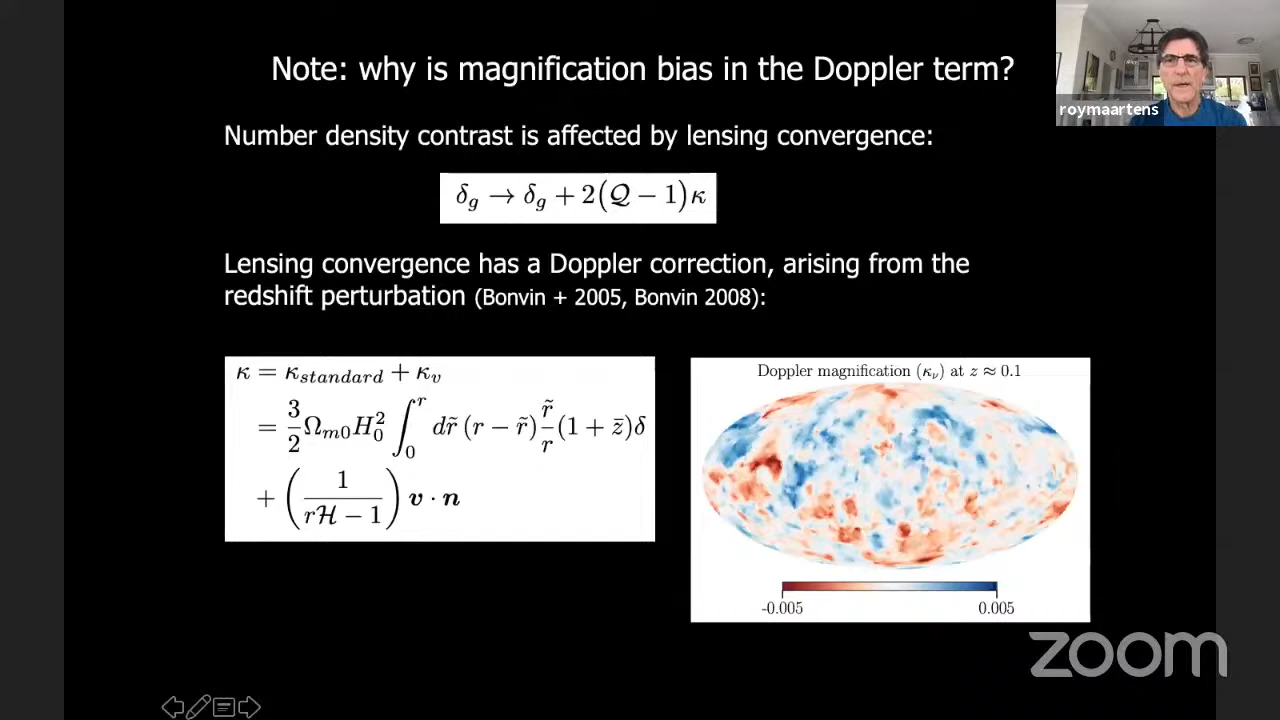 Note: why is magnification bias in the Doppler term?
roymaartens
Number density contrast is affected by lensing convergence:
δ_g → δ_g + 2(𝒬 − 1)κ
Lensing convergence has a Doppler correction, arising from the
redshift perturbation (Bonvin + 2005, Bonvin 2008):
κ = κ_standard + κ_v
= 3/2 Ω_m0 H_0^2 ∫_0^r dr̃ (r − r̃) r̃/r (1 + z̄)δ
+ (1/(rℋ − 1)) v · n
Doppler magnification (κ_ν) at z ≈ 0.1
-0.005 0.005
zoom